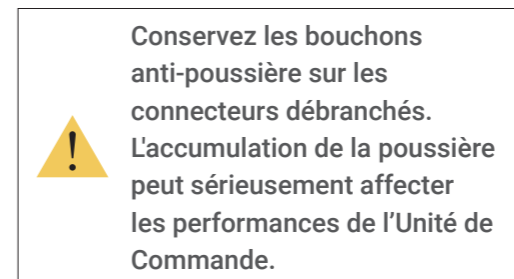 Conservez les bouchons
anti-poussière sur les
connecteurs débranchés.
L'accumulation de la poussière
peut sérieusement affecter
les performances de l’Unité de
Commande.